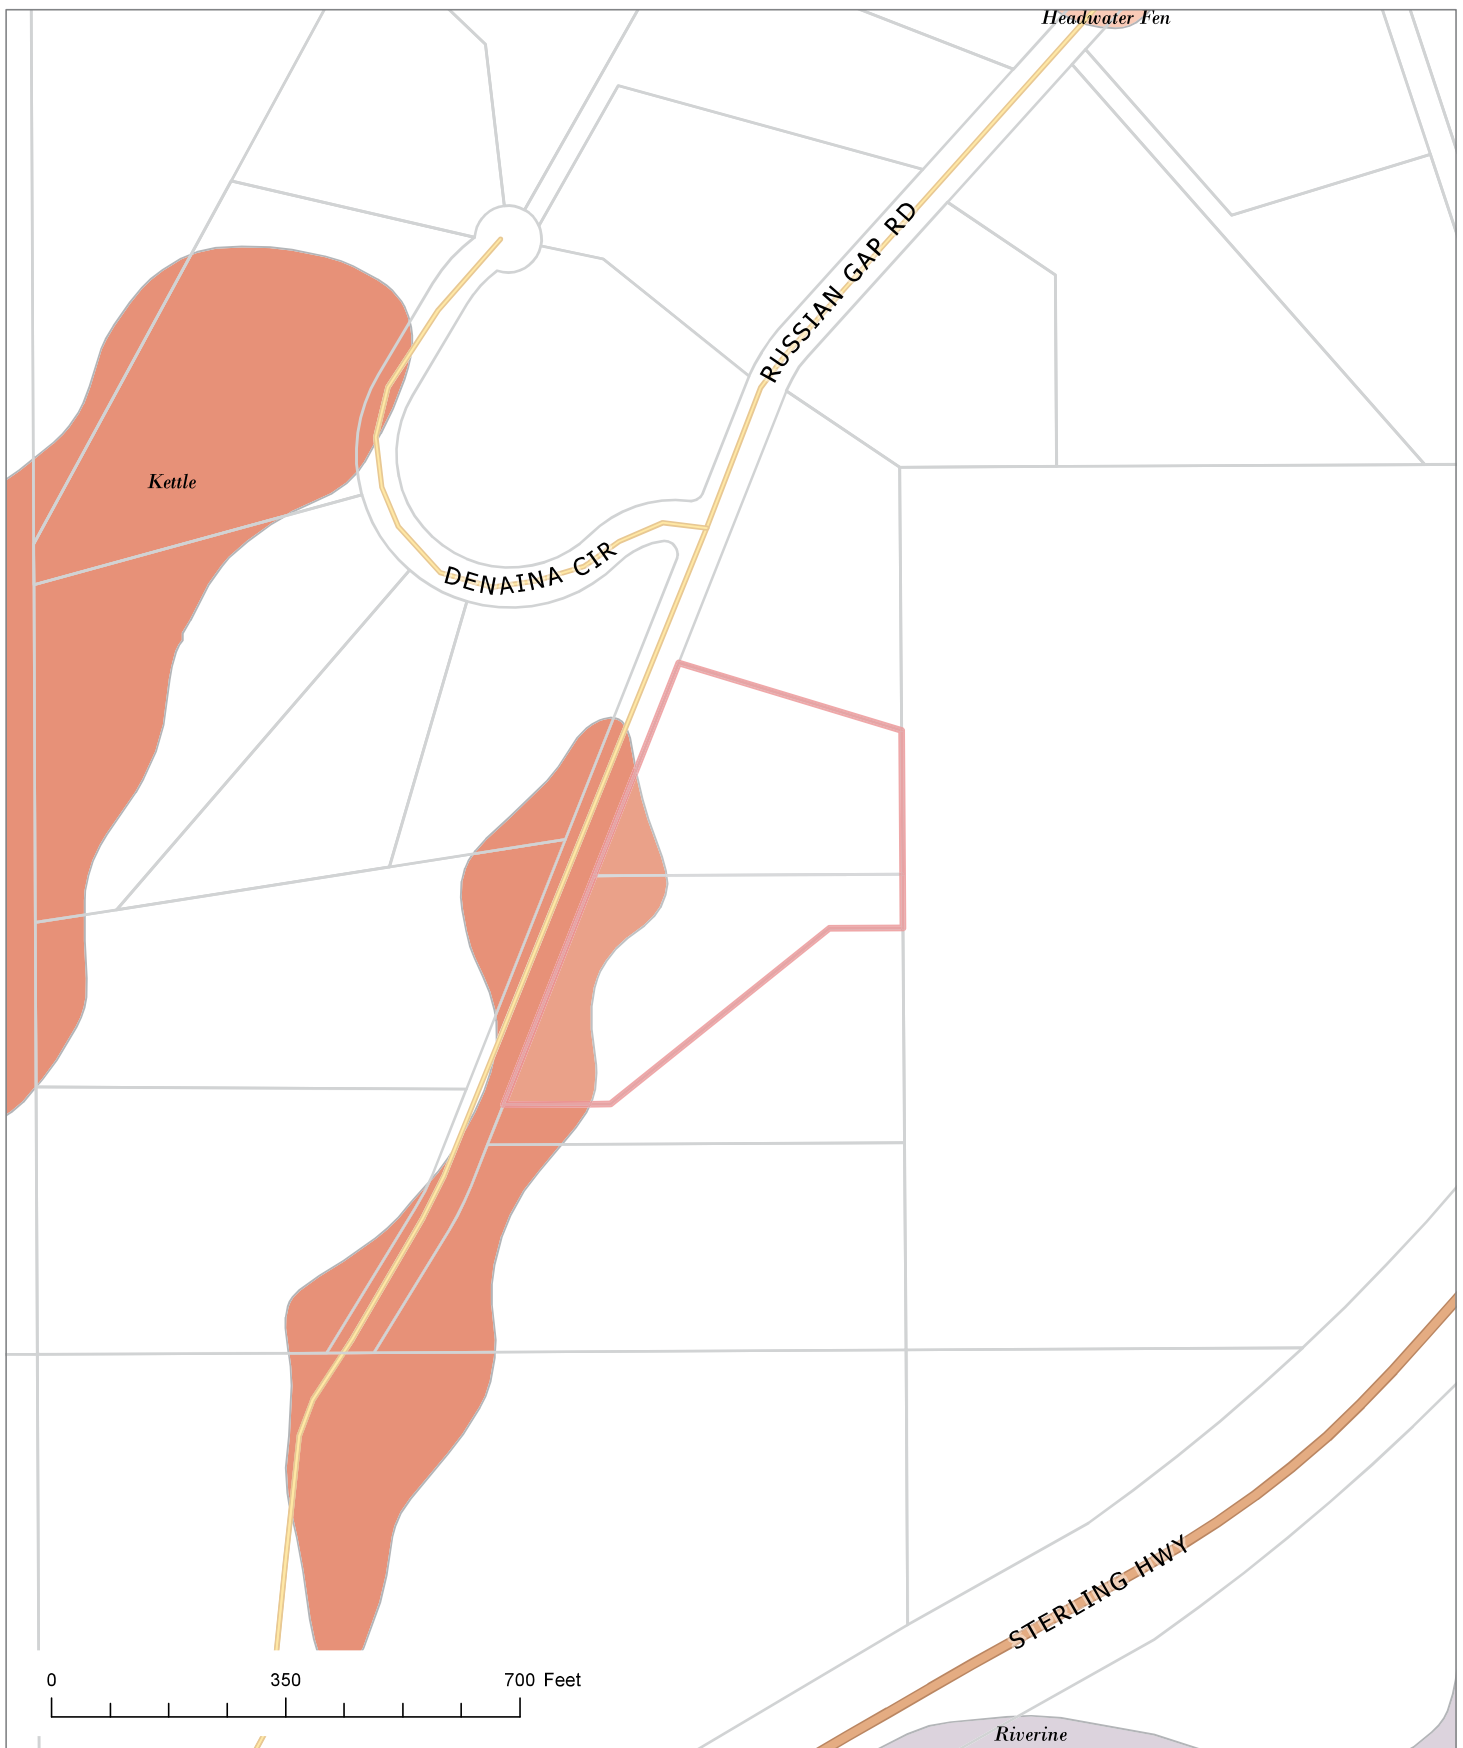 Headwater Fen
RUSSIAN GAP RD
Kettle
DENAINA CIR
STERLING HWY
0 350 700 Feet
Riverine